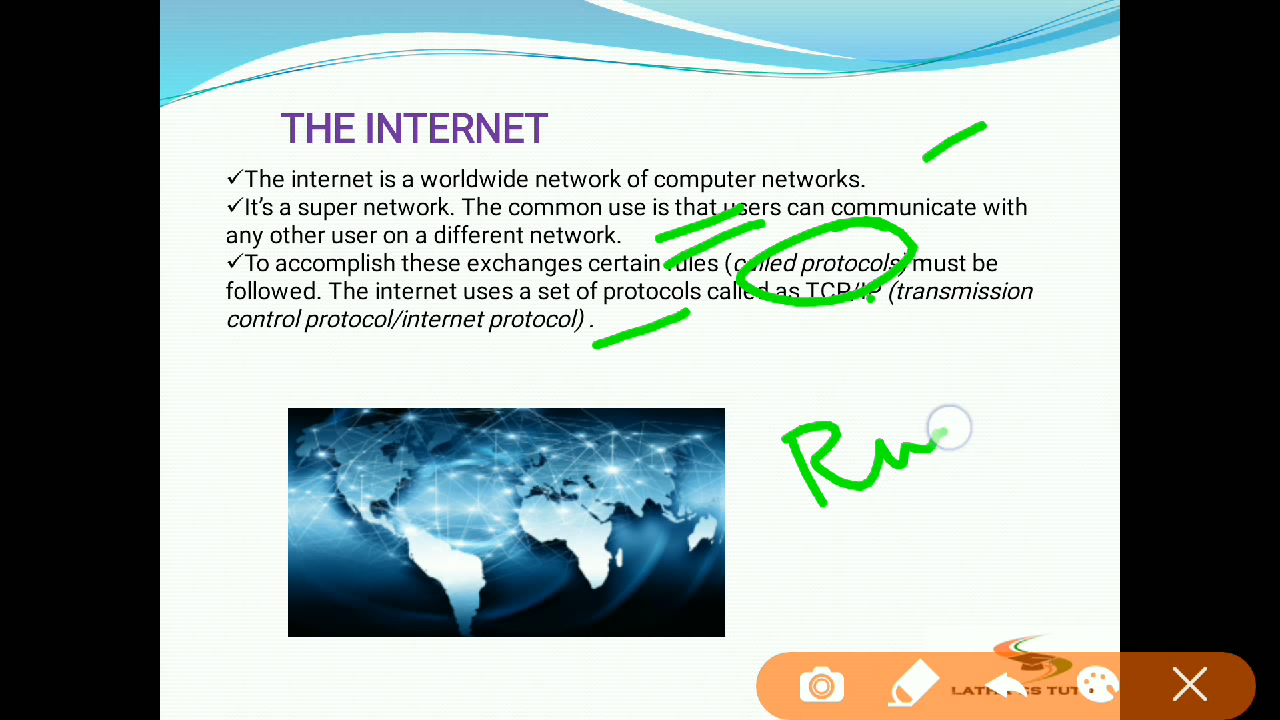 THE INTERNET
✓The internet is a worldwide network of computer networks.
✓It's a super network. The common use is that users can communicate with
any other user on a different network.
✓To accomplish these exchanges certain rules (called protocols) must be
followed. The internet uses a set of protocols called as TCP/IP (transmission
control protocol/internet protocol) .